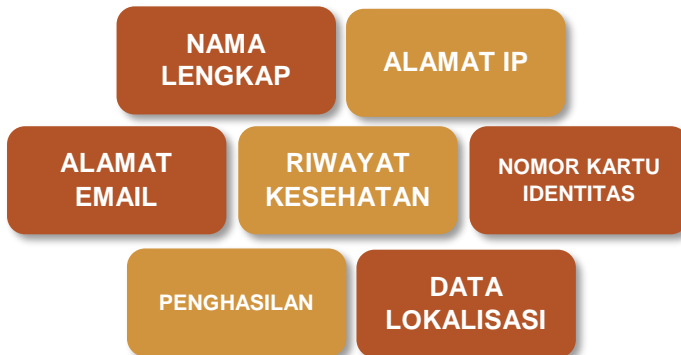 NAMA
LENGKAP
ALAMAT IP
ALAMAT
EMAIL
RIWAYAT
KESEHATAN
NOMOR KARTU
IDENTITAS
PENGHASILAN
DATA
LOKALISASI